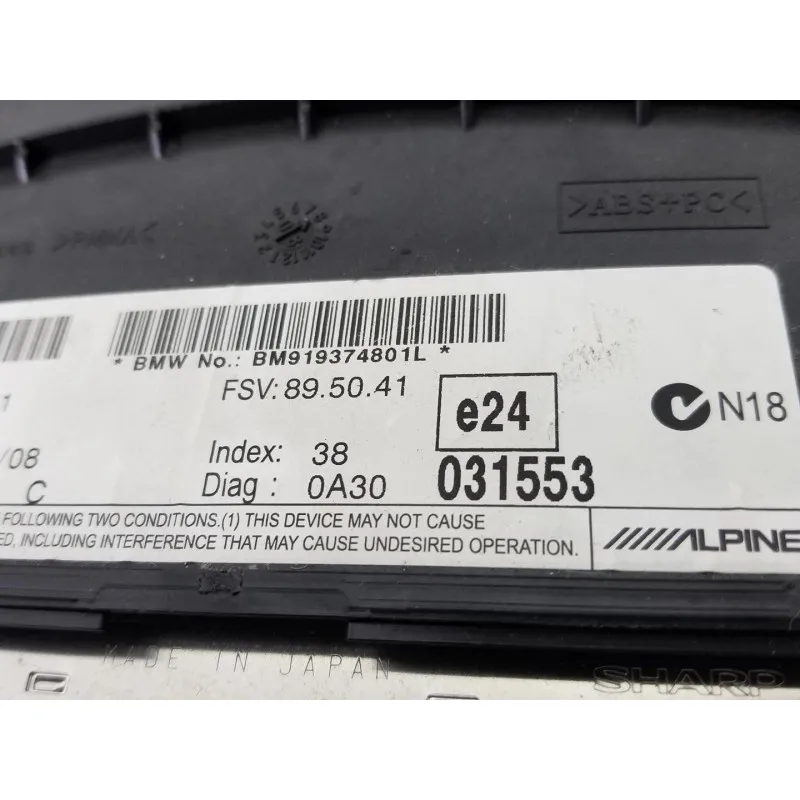 >PMMA<
>ABS+PC<
* BMW No.: BM919374801L *
1
FSV: 89.50.41
e24
N18
/08
Index: 38
C
Diag : 0A30
031553
FOLLOWING TWO CONDITIONS.(1) THIS DEVICE MAY NOT CAUSE
ED, INCLUDING INTERFERENCE THAT MAY CAUSE UNDESIRED OPERATION.
ALPINE
MADE IN JAPAN
SHARP